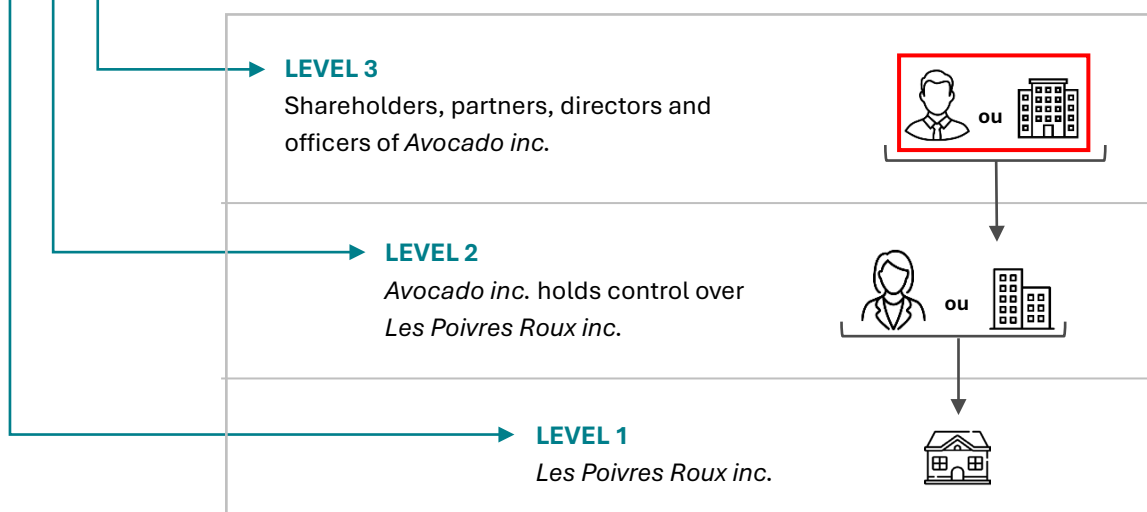 LEVEL 3
Shareholders, partners, directors and
officers of Avocado inc.
ou
LEVEL 2
Avocado inc. holds control over
Les Poivres Roux inc.
ou
LEVEL 1
Les Poivres Roux inc.